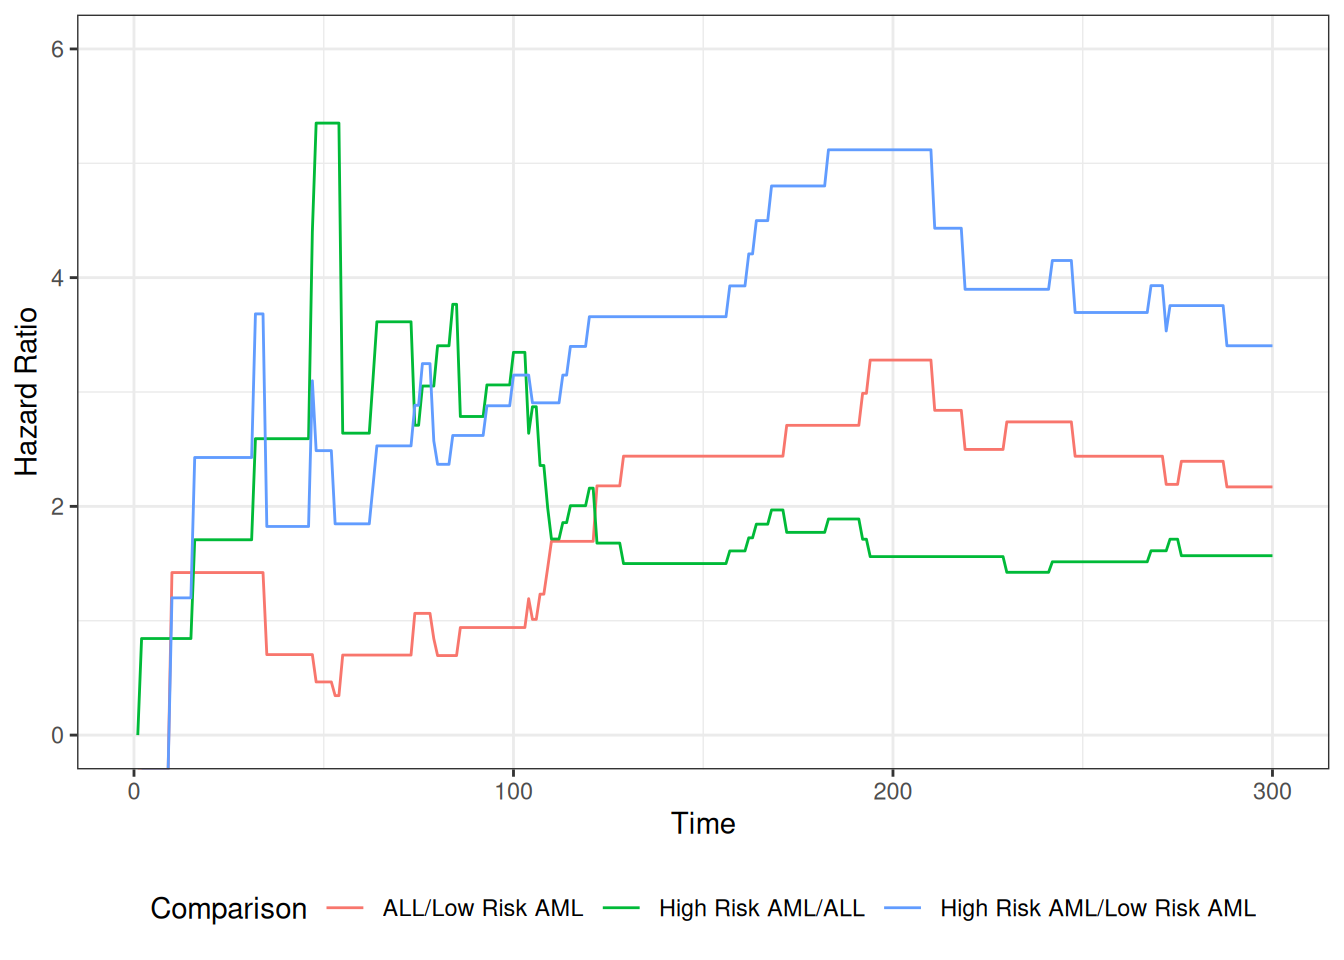 Hazard Ratio
6
4
2
0
0 100 200 300
Time
Comparison ALL/Low Risk AML High Risk AML/ALL High Risk AML/Low Risk AML